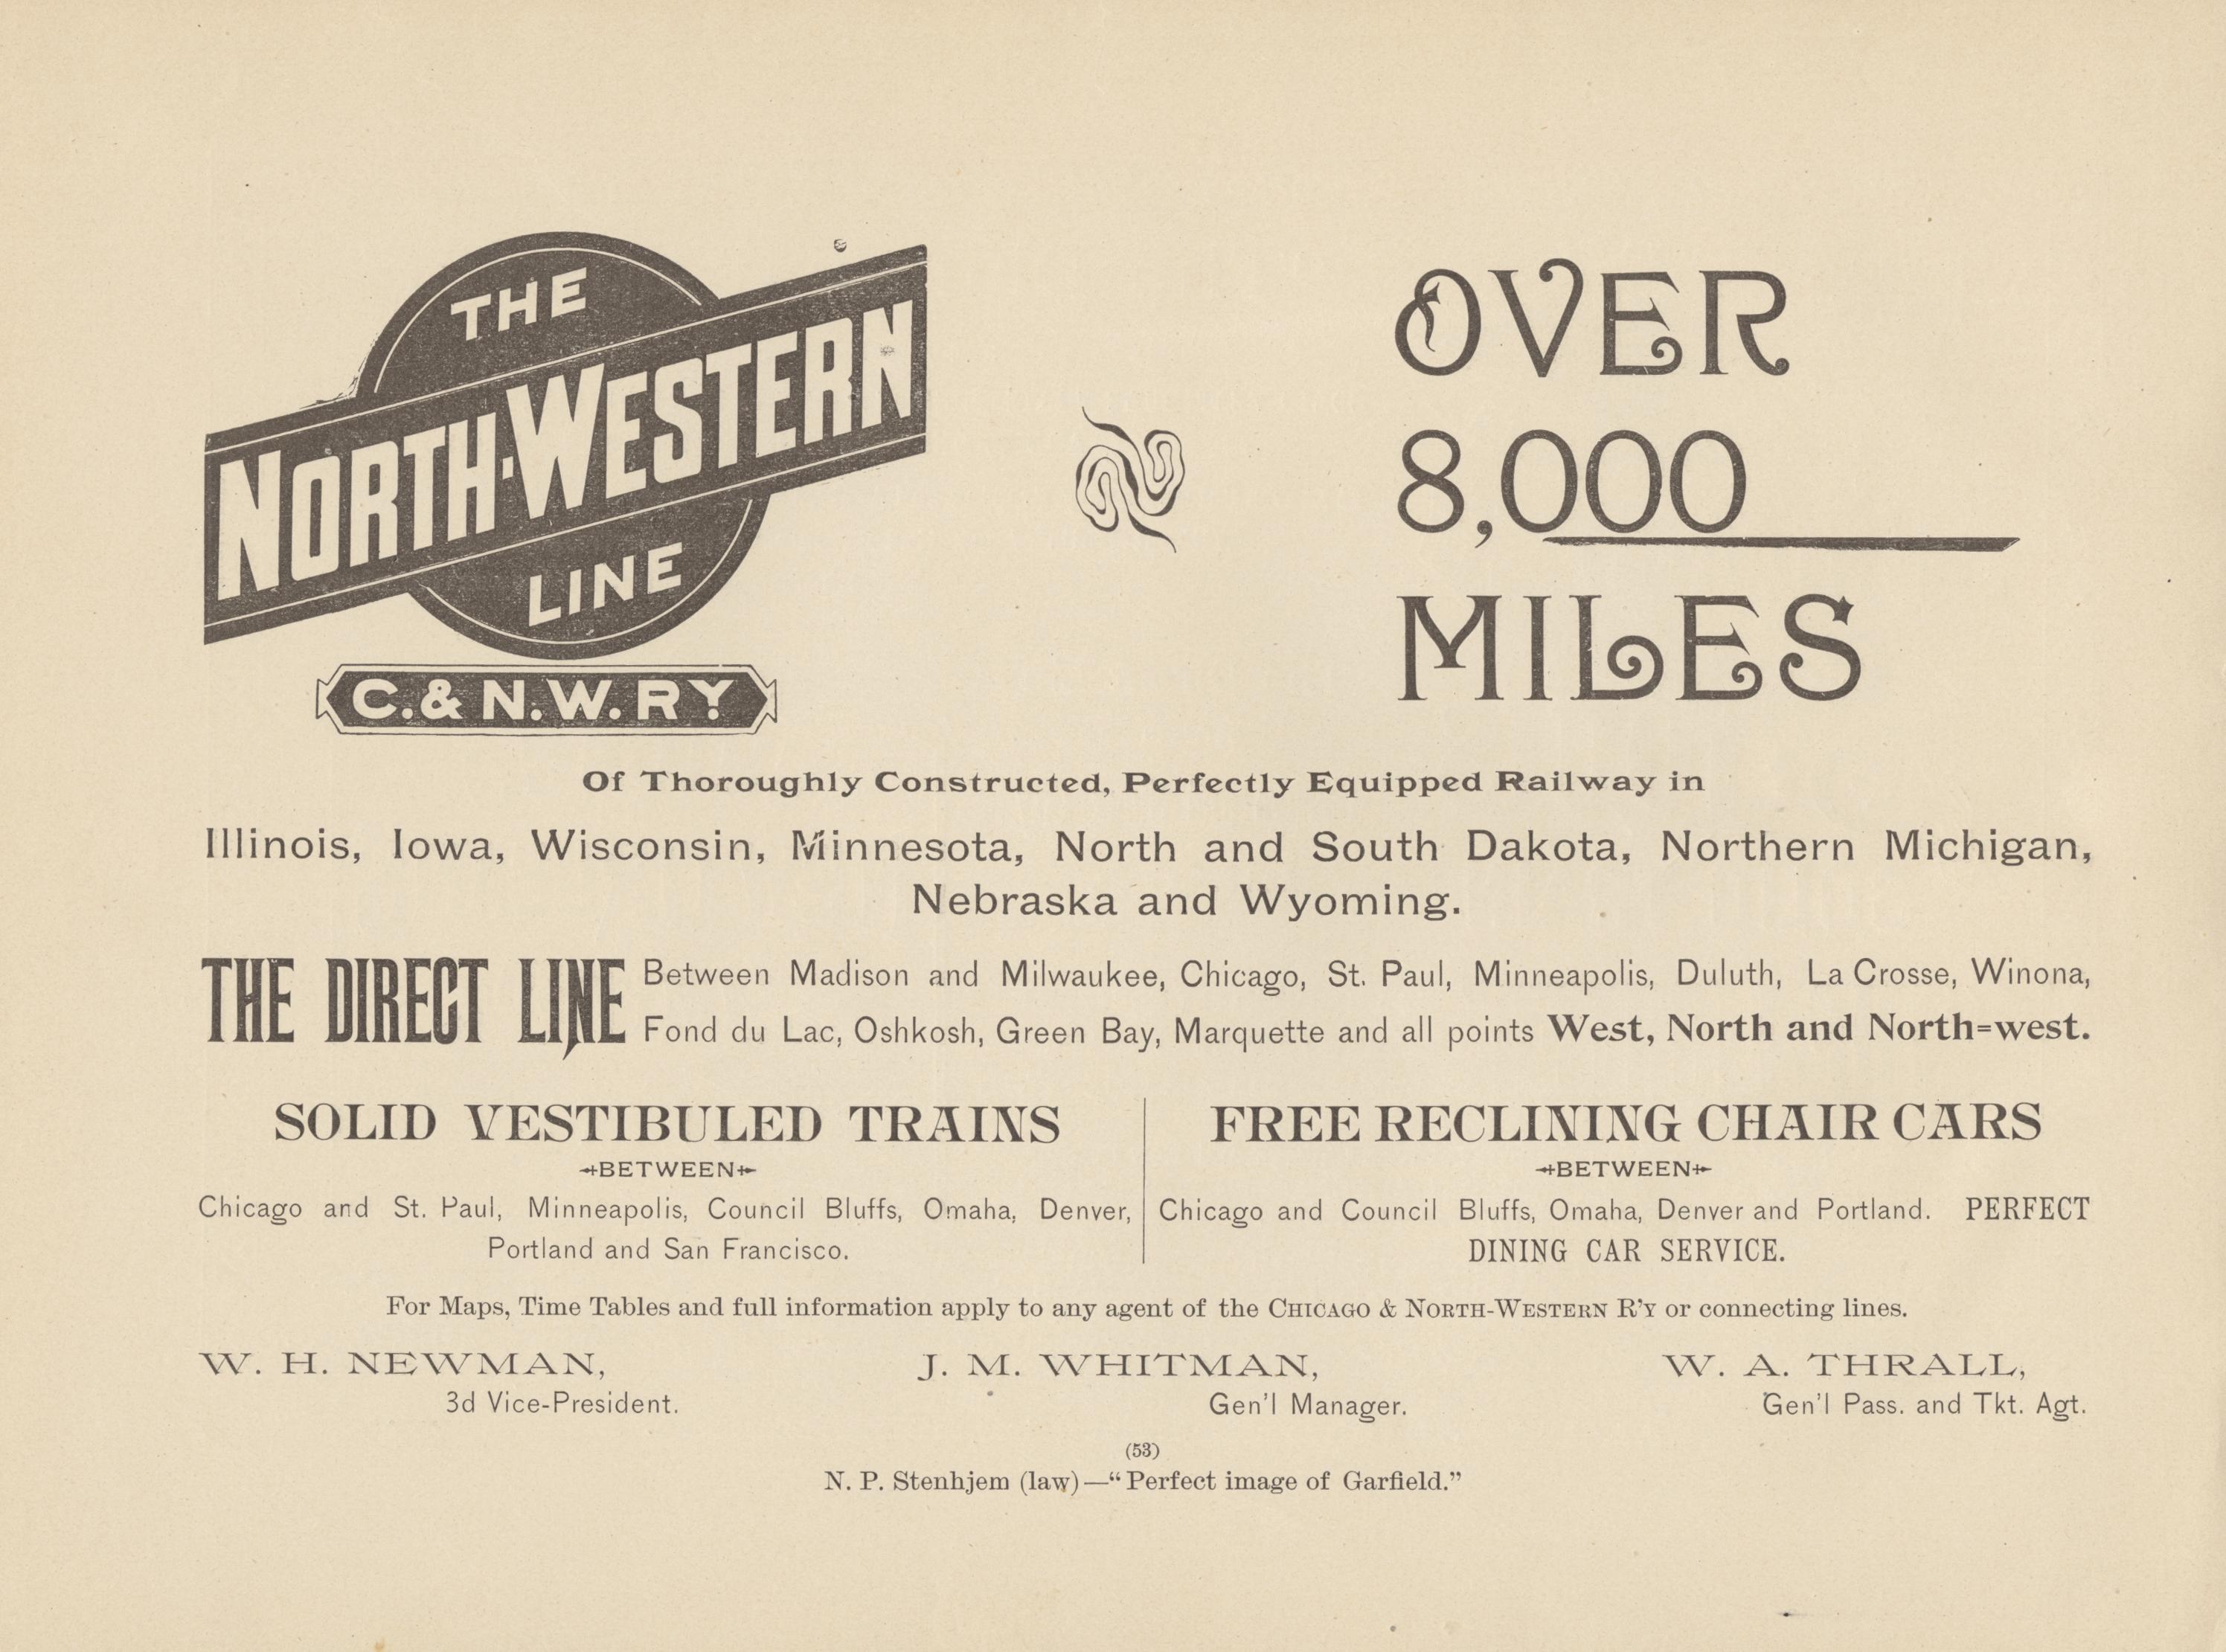 THE
NORTH-WESTERN
LINE
C. & N. W. RY
OVER
8,000
MILES
Of Thoroughly Constructed, Perfectly Equipped Railway in
Illinois, Iowa, Wisconsin, Minnesota, North and South Dakota, Northern Michigan,
Nebraska and Wyoming.
THE DIRECT LINE
Between Madison and Milwaukee, Chicago, St. Paul, Minneapolis, Duluth, La Crosse, Winona,
Fond du Lac, Oshkosh, Green Bay, Marquette and all points West, North and North=west.
SOLID VESTIBULED TRAINS
BETWEEN
Chicago and St. Paul, Minneapolis, Council Bluffs, Omaha, Denver,
Portland and San Francisco.
FREE RECLINING CHAIR CARS
BETWEEN
Chicago and Council Bluffs, Omaha, Denver and Portland. PERFECT
DINING CAR SERVICE.
For Maps, Time Tables and full information apply to any agent of the CHICAGO & NORTH-WESTERN R'Y or connecting lines.
W. H. NEWMAN,
3d Vice-President.
J. M. WHITMAN,
Gen'l Manager.
W. A. THRALL,
Gen'l Pass. and Tkt. Agt.
(53)
N. P. Stenhjem (law)—“Perfect image of Garfield.”